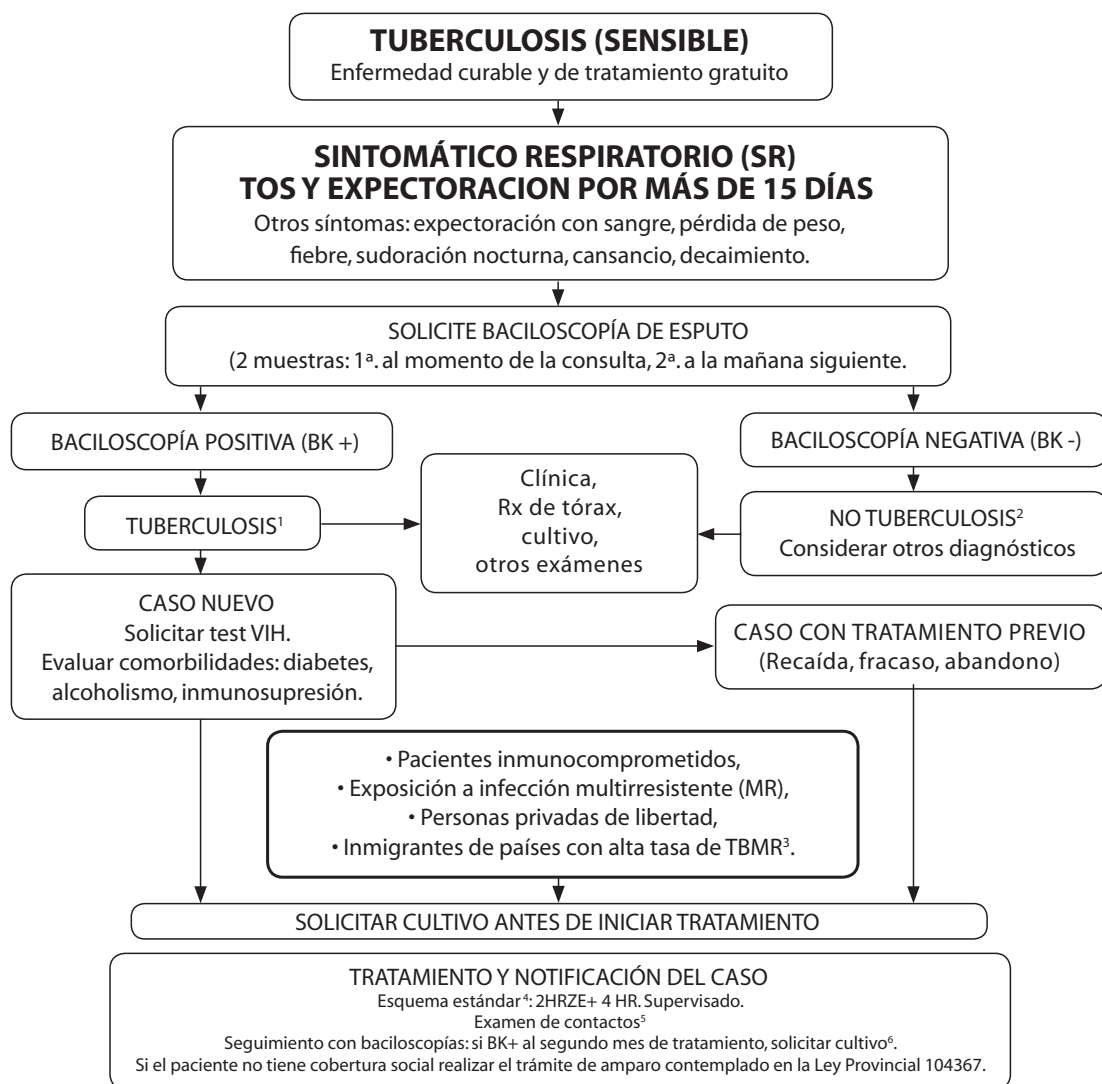 TUBERCULOSIS (SENSIBLE)
Enfermedad curable y de tratamiento gratuito
SINTOMÁTICO RESPIRATORIO (SR)
TOS Y EXPECTORACION POR MÁS DE 15 DÍAS
Otros síntomas: expectoración con sangre, pérdida de peso,
fiebre, sudoración nocturna, cansancio, decaimiento.
SOLICITE BACILOSCOPÍA DE ESPUTO
(2 muestras: 1ª. al momento de la consulta, 2ª. a la mañana siguiente.
BACILOSCOPÍA POSITIVA (BK +)
BACILOSCOPÍA NEGATIVA (BK -)
Clínica,
Rx de tórax,
cultivo,
otros exámenes
TUBERCULOSIS¹
NO TUBERCULOSIS²
Considerar otros diagnósticos
CASO NUEVO
Solicitar test VIH.
Evaluar comorbilidades: diabetes,
alcoholismo, inmunosupresión.
CASO CON TRATAMIENTO PREVIO
(Recaída, fracaso, abandono)
• Pacientes inmunocomprometidos,
• Exposición a infección multirresistente (MR),
• Personas privadas de libertad,
• Inmigrantes de países con alta tasa de TBMR³.
SOLICITAR CULTIVO ANTES DE INICIAR TRATAMIENTO
TRATAMIENTO Y NOTIFICACIÓN DEL CASO
Esquema estándar⁴: 2HRZE+ 4 HR. Supervisado.
Examen de contactos⁵
Seguimiento con baciloscopías: si BK+ al segundo mes de tratamiento, solicitar cultivo⁶.
Si el paciente no tiene cobertura social realizar el trámite de amparo contemplado en la Ley Provincial 104367.